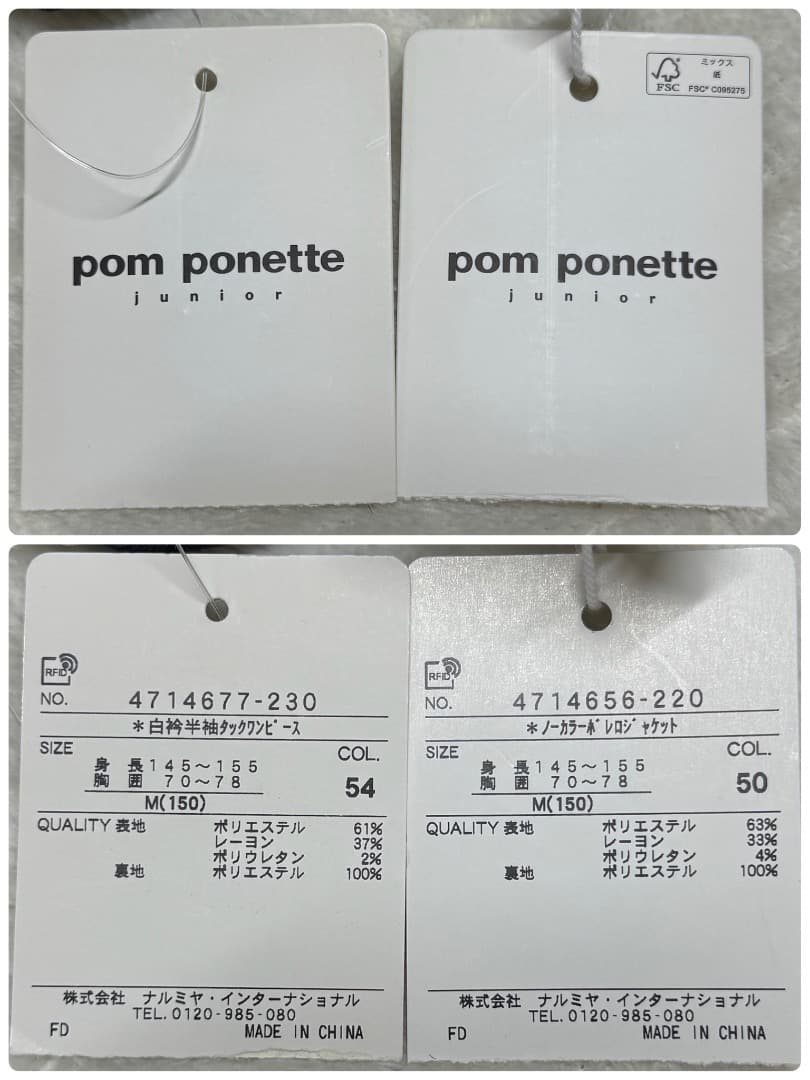 pom ponette
junior
ミックス
紙
FSC
FSC® C095275
pom ponette
junior
RFID
NO. 4714677-230
＊白衿半袖ﾀｯｸﾜﾝﾋﾟｰｽ
SIZE
COL.
身 長 145～155
胸 囲 70～78
54
M(150)
QUALITY 表地 ポリエステル 61%
レーヨン 37%
ポリウレタン 2%
裏地 ポリエステル 100%
株式会社 ナルミヤ・インターナショナル
TEL.0120-985-080
FD MADE IN CHINA
RFID
NO. 4714656-220
＊ﾉｰｶﾗｰﾎﾞﾚﾛｼﾞｬｹｯﾄ
SIZE
COL.
身 長 145～155
胸 囲 70～78
50
M(150)
QUALITY 表地 ポリエステル 63%
レーヨン 33%
ポリウレタン 4%
裏地 ポリエステル 100%
株式会社 ナルミヤ・インターナショナル
TEL.0120-985-080
FD MADE IN CHINA